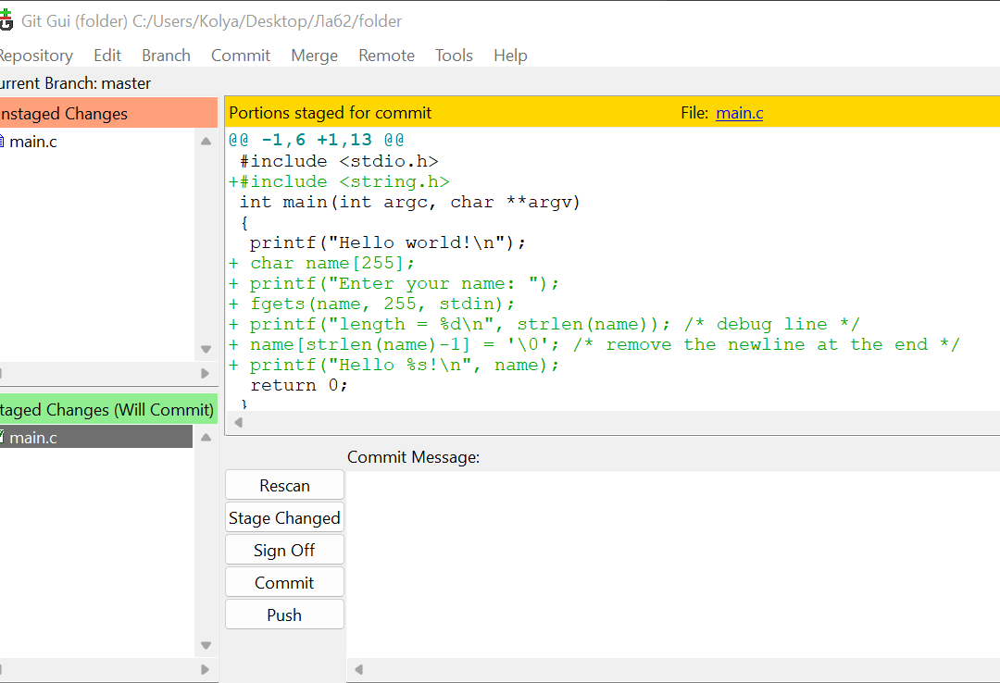 Git Gui (folder) C:/Users/Kolya/Desktop/Лаб2/folder
Repository Edit Branch Commit Merge Remote Tools Help
urrent Branch: master
nstaged Changes
main.c
Portions staged for commit File: main.c
@@ -1,6 +1,13 @@
#include <stdio.h>
+#include <string.h>
int main(int argc, char **argv)
{
printf("Hello world!\n");
+ char name[255];
+ printf("Enter your name: ");
+ fgets(name, 255, stdin);
+ printf("length = %d\n", strlen(name)); /* debug line */
+ name[strlen(name)-1] = '\0'; /* remove the newline at the end */
+ printf("Hello %s!\n", name);
return 0;
}
taged Changes (Will Commit)
main.c
Commit Message:
Rescan
Stage Changed
Sign Off
Commit
Push